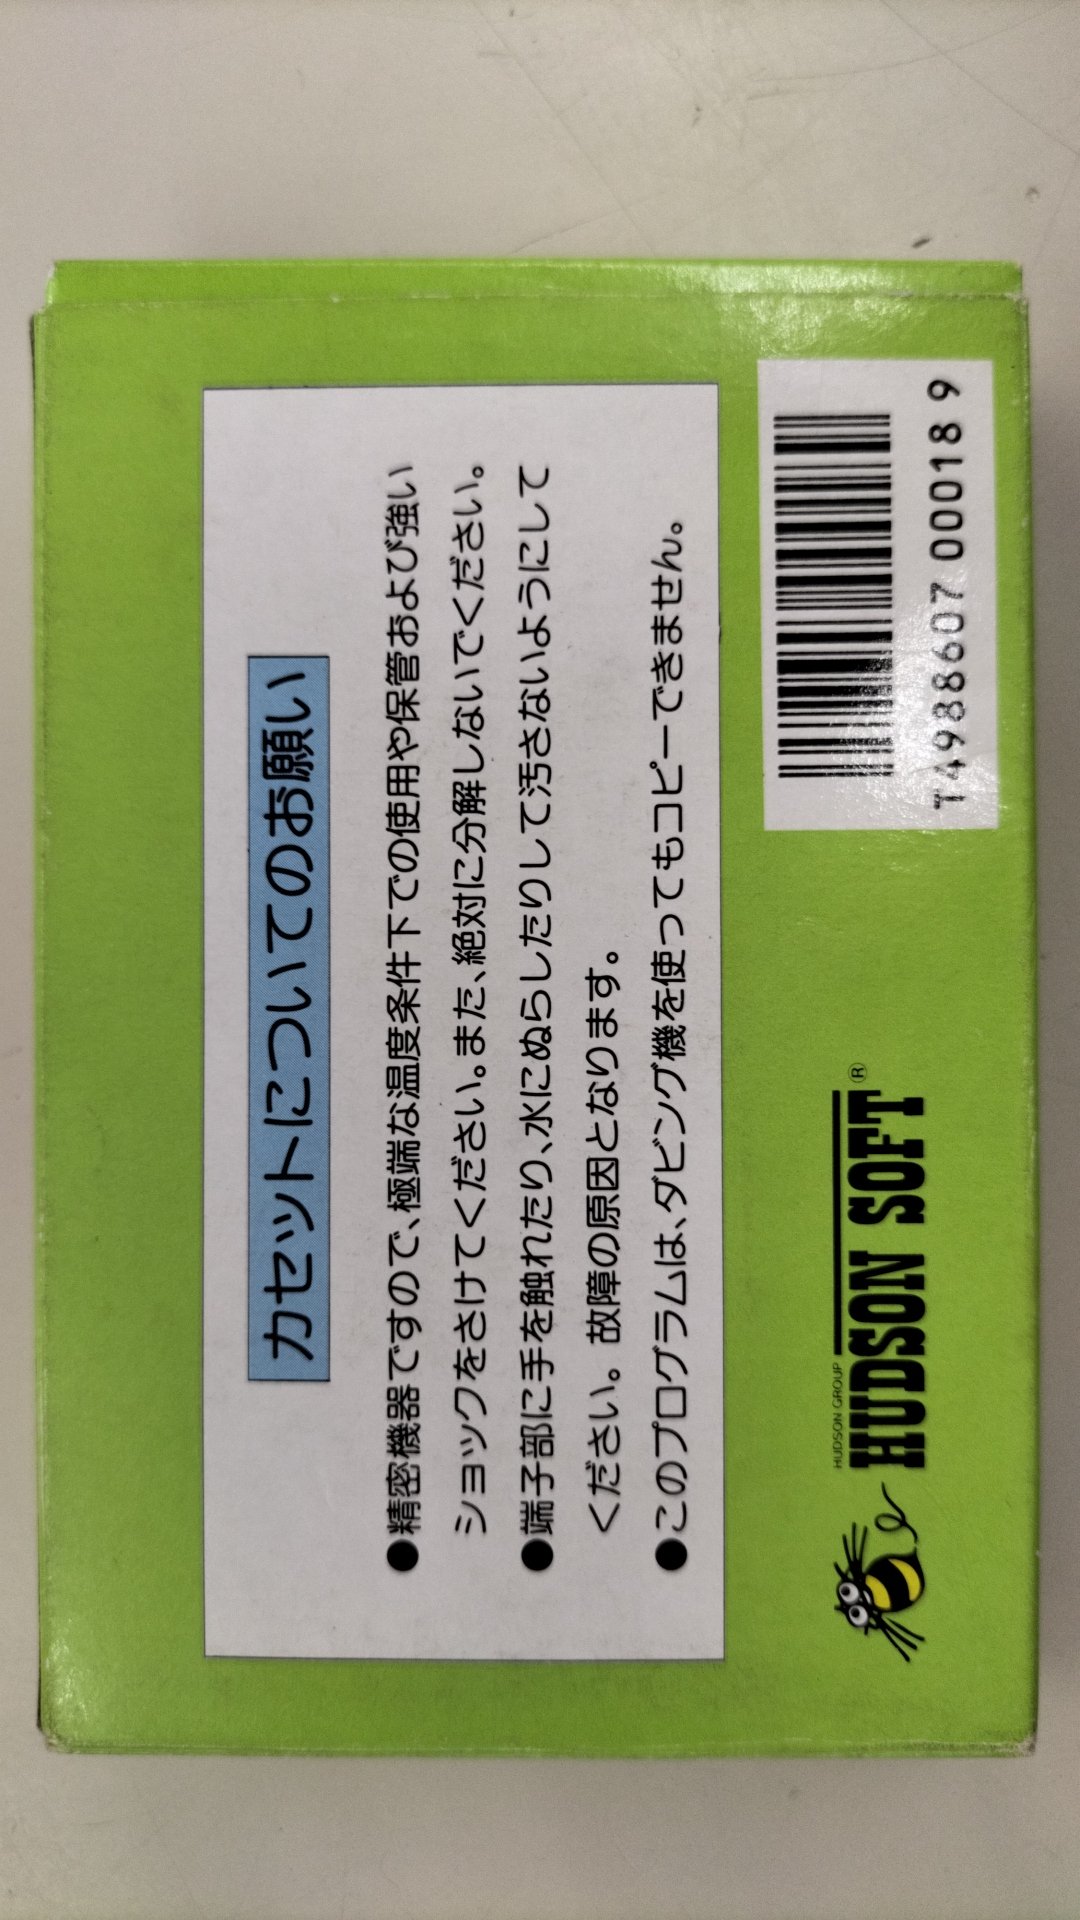 カセットについてのお願い
●精密機器ですので、極端な温度条件下での使用や保管および強い
ショックをさけてください。また、絶対に分解しないでください。
●端子部に手を触れたり、水にぬらしたりして汚さないようにして
ください。故障の原因となります。
●このプログラムは、ダビング機を使ってもコピーできません。
HUDSON GROUP
HUDSON SOFT®
T4988607 000189